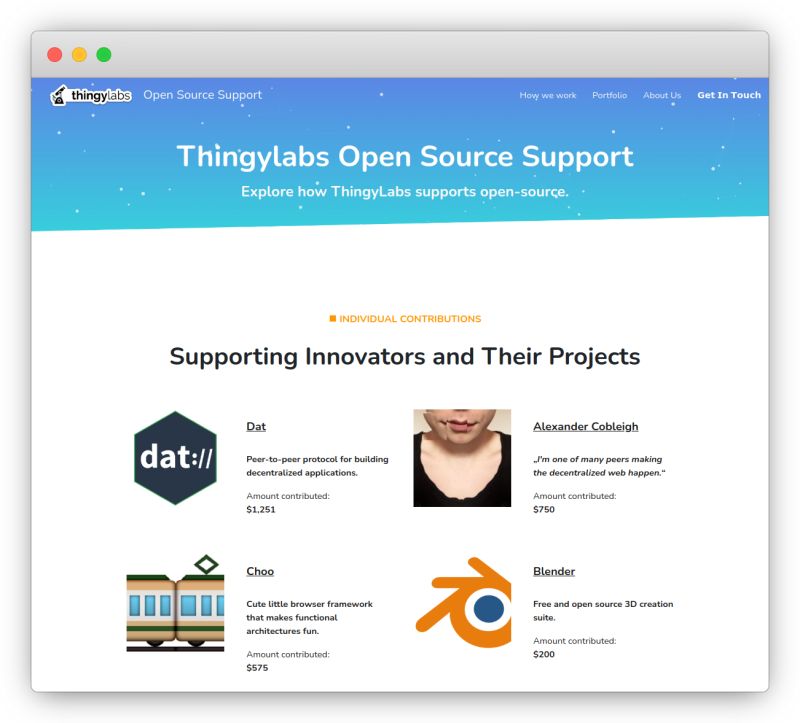 thingylabs Open Source Support How we work Portfolio About Us Get In Touch
Thingylabs Open Source Support
Explore how ThingyLabs supports open-source.
INDIVIDUAL CONTRIBUTIONS
Supporting Innovators and Their Projects
dat://
Dat
Peer-to-peer protocol for building
decentralized applications.
Amount contributed:
$1,251
Alexander Cobleigh
„I'm one of many peers making
the decentralized web happen.“
Amount contributed:
$750
Choo
Cute little browser framework
that makes functional
architectures fun.
Amount contributed:
$575
Blender
Free and open source 3D creation
suite.
Amount contributed:
$200